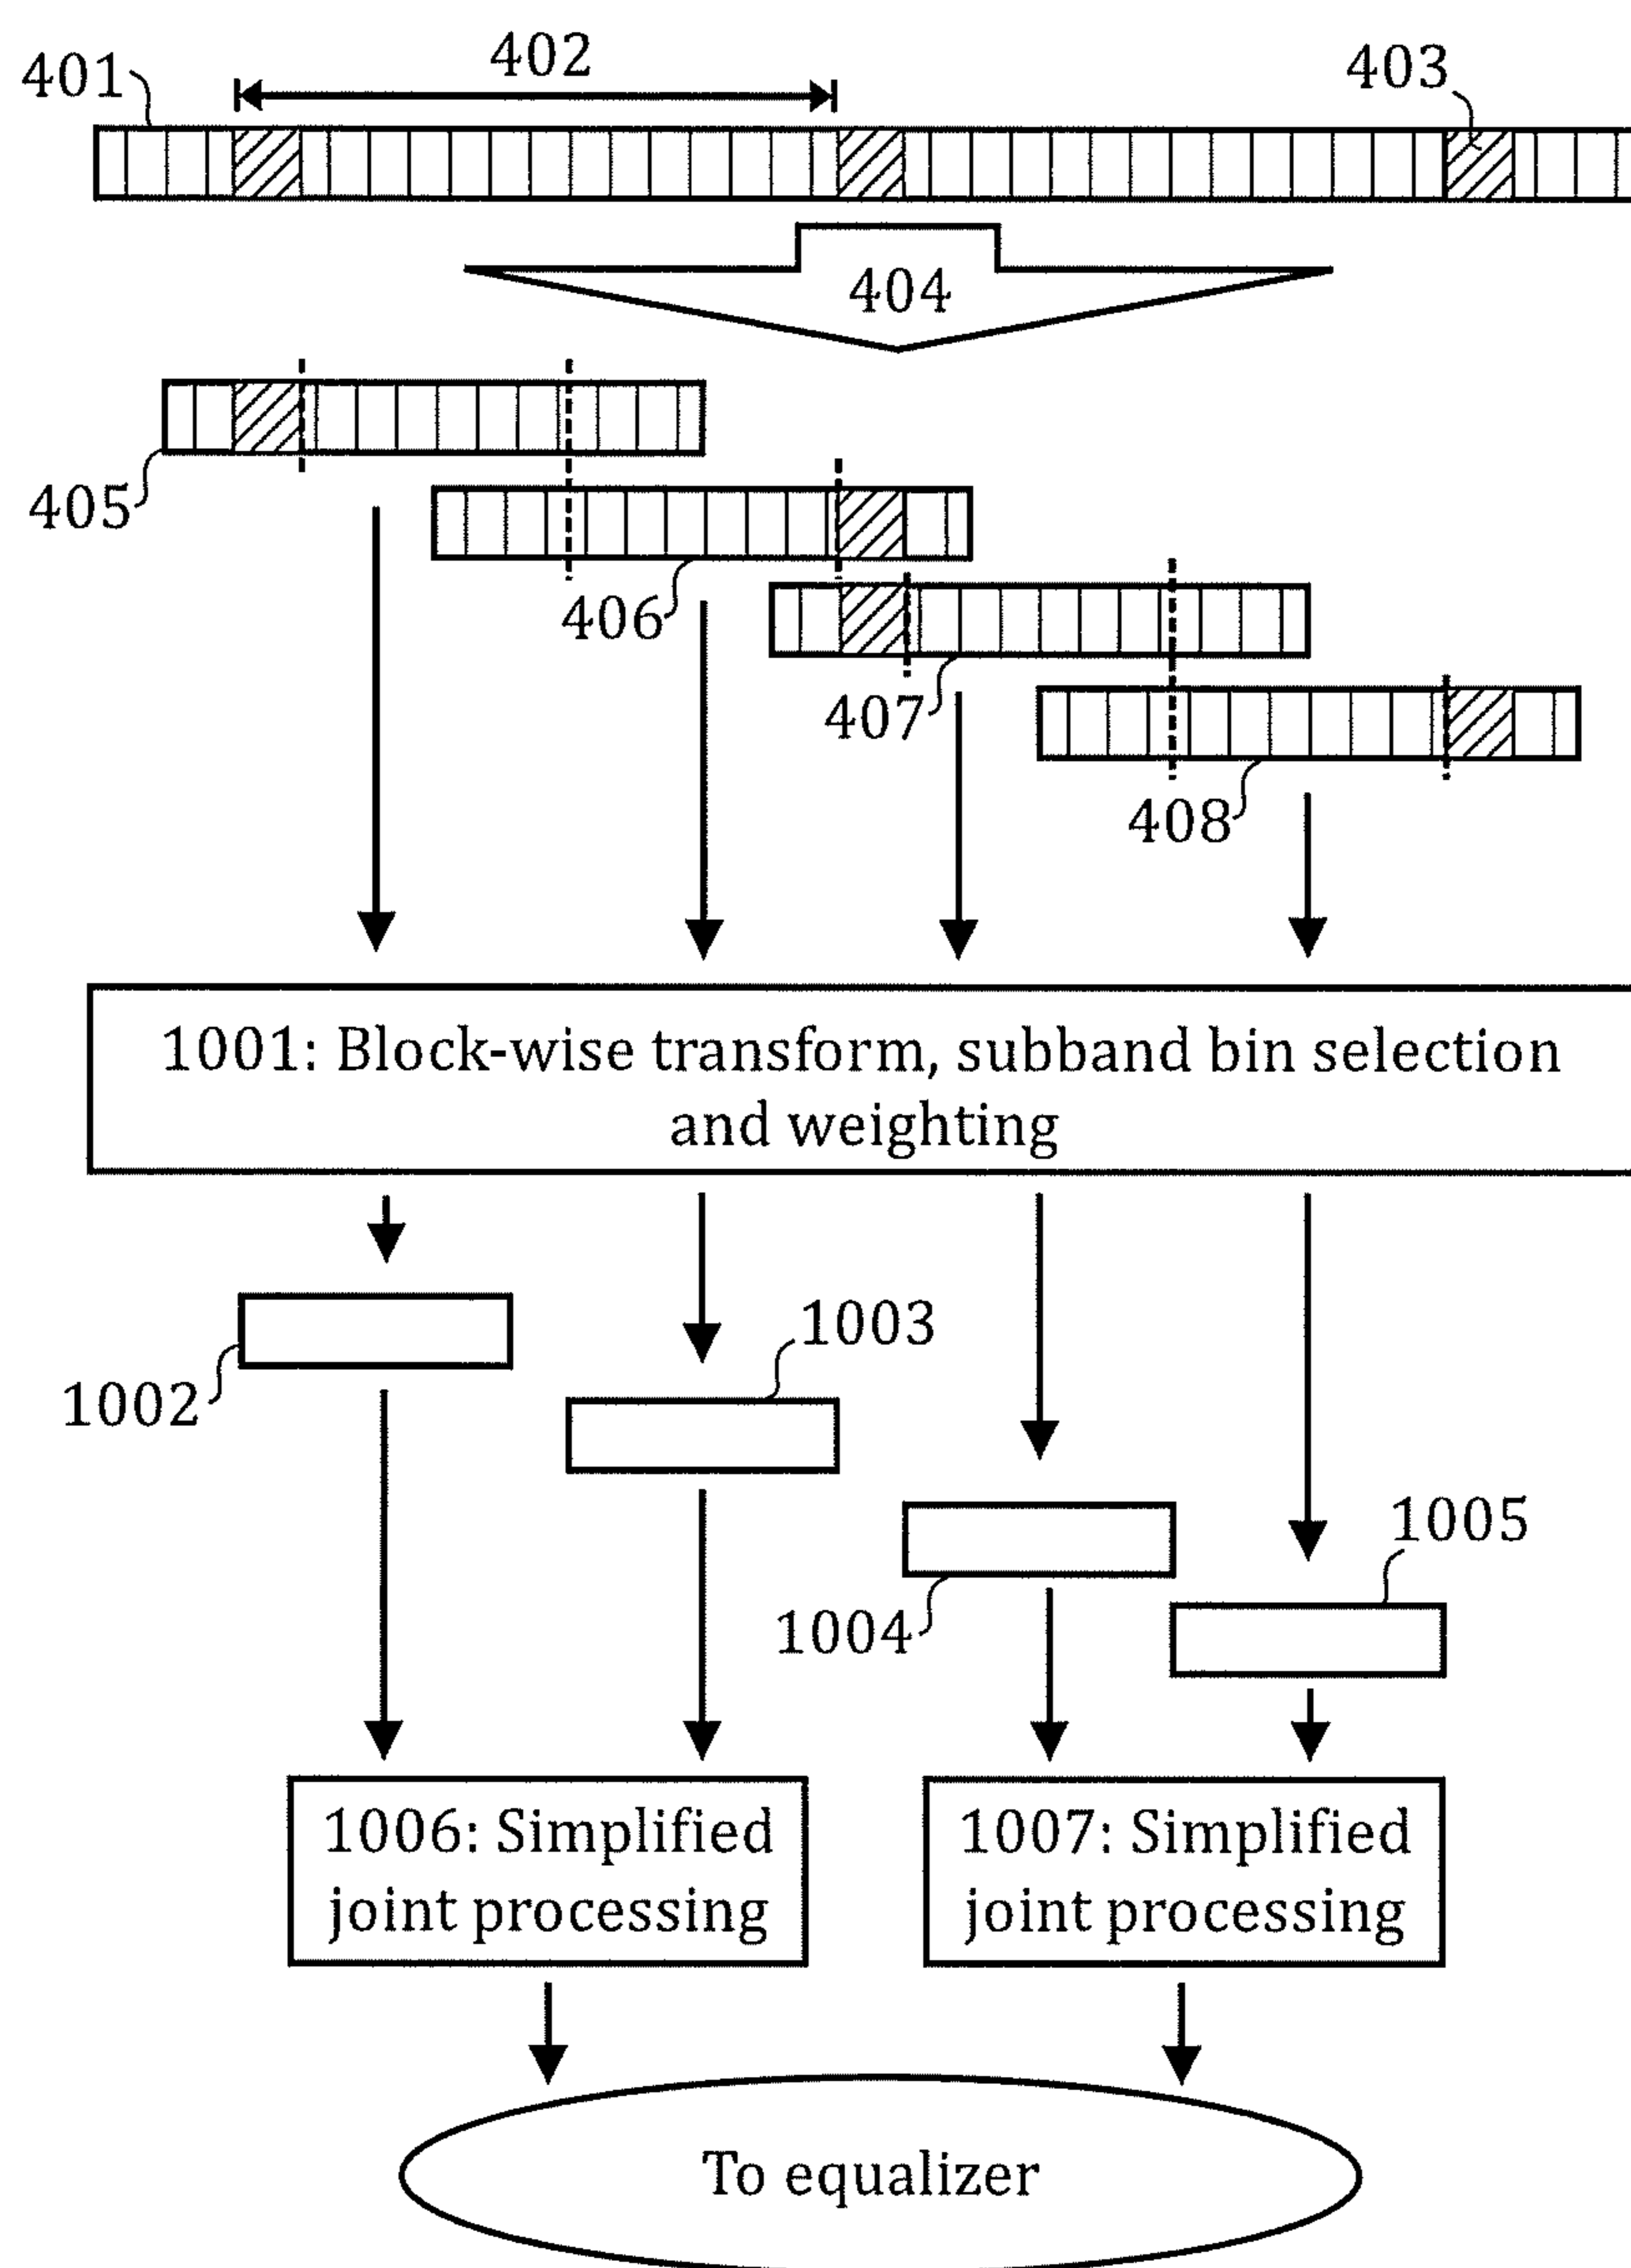 402
401
403
404
405
406
407
408
1001: Block-wise transform, subband bin selection
and weighting
1003
1002
1005
1004
1006: Simplified
joint processing
1007: Simplified
joint processing
To equalizer